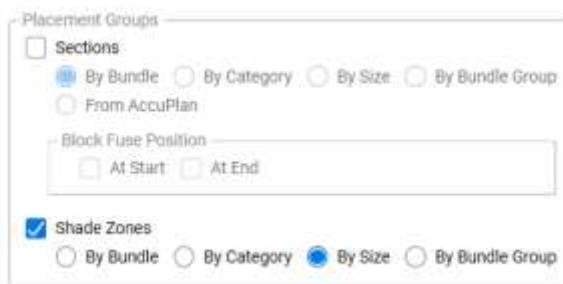 Placement Groups
Sections
By Bundle By Category By Size By Bundle Group
From AccuPlan
Block Fuse Position
At Start At End
Shade Zones
By Bundle By Category By Size By Bundle Group